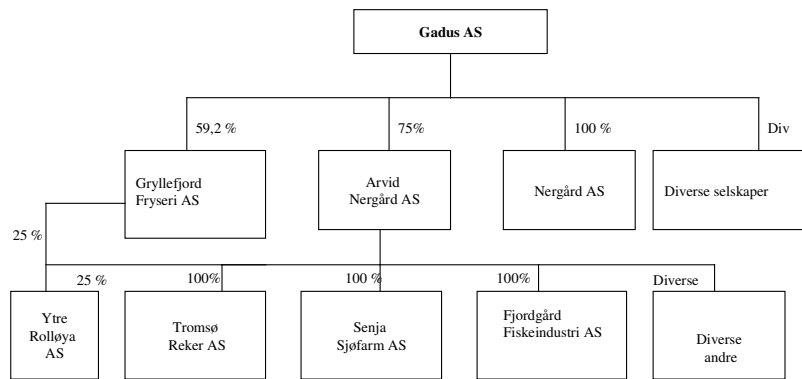 Gadus AS
59,2 %
75%
100 %
Div
Gryllefjord
Fryseri AS
Arvid
Nergård AS
Nergård AS
Diverse selskaper
25 %
25 %
100%
100 %
100%
Diverse
Ytre
Rolløya
AS
Tromsø
Reker AS
Senja
Sjøfarm AS
Fjordgård
Fiskeindustri AS
Diverse
andre